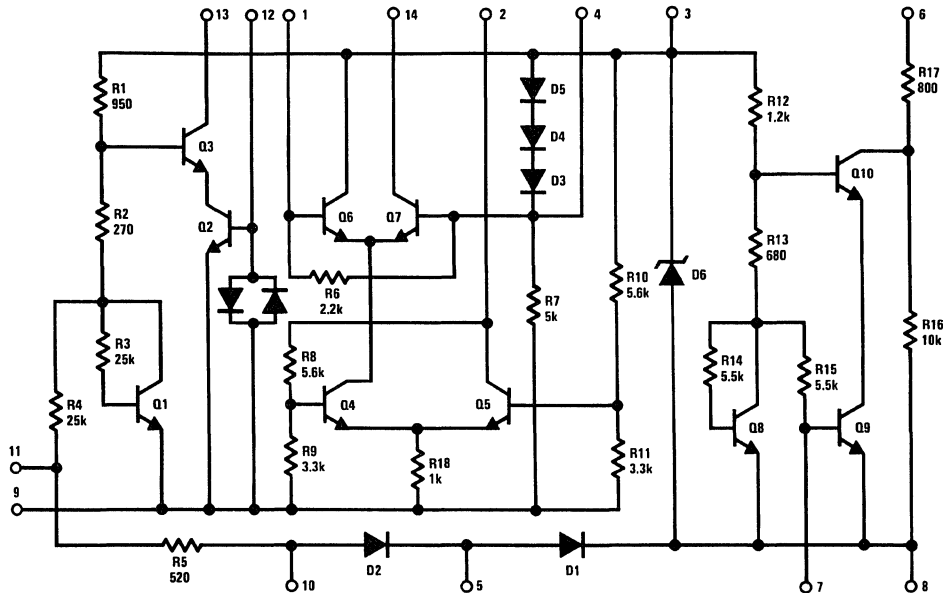 13 12 1 14 2 4 3 6
R1
950
D5
R12
1.2k
R17
800
Q3
D4
D3
Q10
R2
270
Q2
Q6 Q7
R13
680
R6
2.2k
R10
5.6k
D6
R7
5k
R3
25k
R8
5.6k
R16
10k
R14
5.5k
R15
5.5k
R4
25k
Q1
Q4 Q5
Q8 Q9
R9
3.3k
R18
1k
R11
3.3k
11
9
R5
520
D2
D1
10 5 7 8